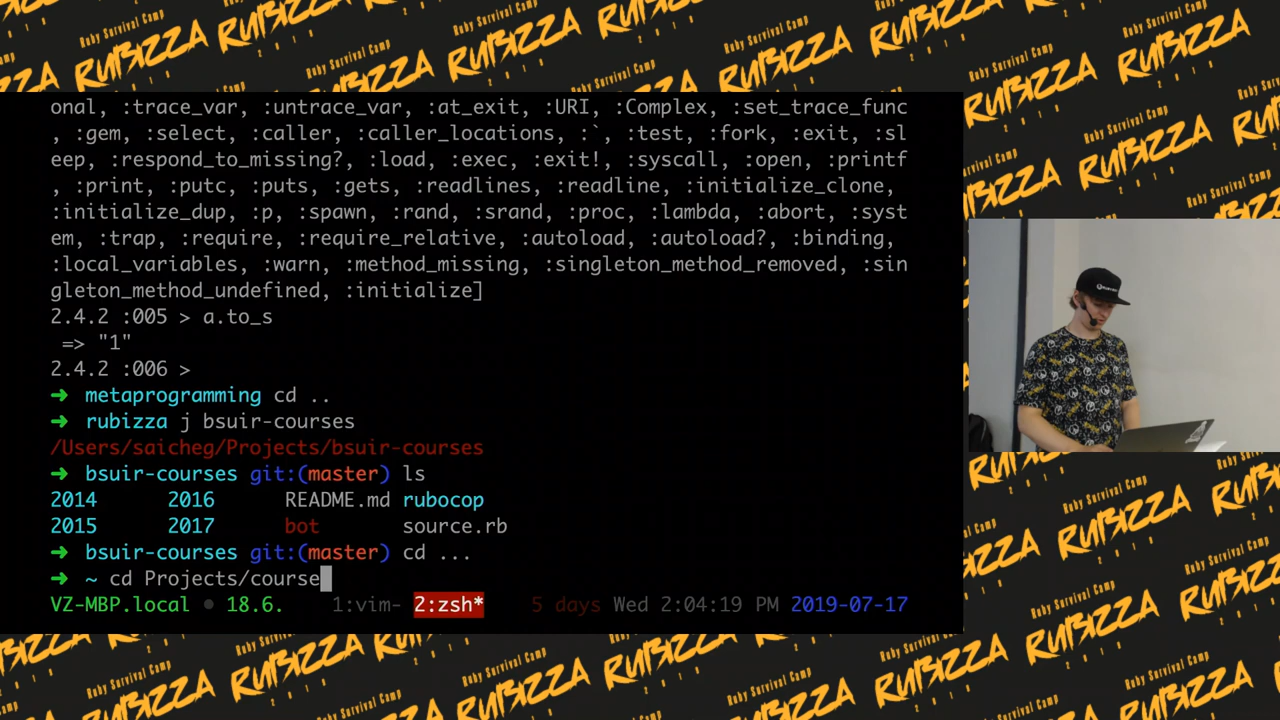 Ruby Survival Camp
RUBIZZA
2019
onal, :trace_var, :untrace_var, :at_exit, :URI, :Complex, :set_trace_func
, :gem, :select, :caller, :caller_locations, :`, :test, :fork, :exit, :sl
eep, :respond_to_missing?, :load, :exec, :exit!, :syscall, :open, :printf
, :print, :putc, :puts, :gets, :readlines, :readline, :initialize_clone,
:initialize_dup, :p, :spawn, :rand, :srand, :proc, :lambda, :abort, :syst
em, :trap, :require, :require_relative, :autoload, :autoload?, :binding,
:local_variables, :warn, :method_missing, :singleton_method_removed, :sin
gleton_method_undefined, :initialize]
2.4.2 :005 > a.to_s
=> "1"
2.4.2 :006 >
➜ metaprogramming cd ..
➜ rubizza j bsuir-courses
/Users/saicheg/Projects/bsuir-courses
➜ bsuir-courses git:(master) ls
2014 2016 README.md rubocop
2015 2017 bot source.rb
➜ bsuir-courses git:(master) cd ...
➜ ~ cd Projects/course
VZ-MBP.local • 18.6. 1:vim- 2:zsh* 5 days Wed 2:04:19 PM 2019-07-17